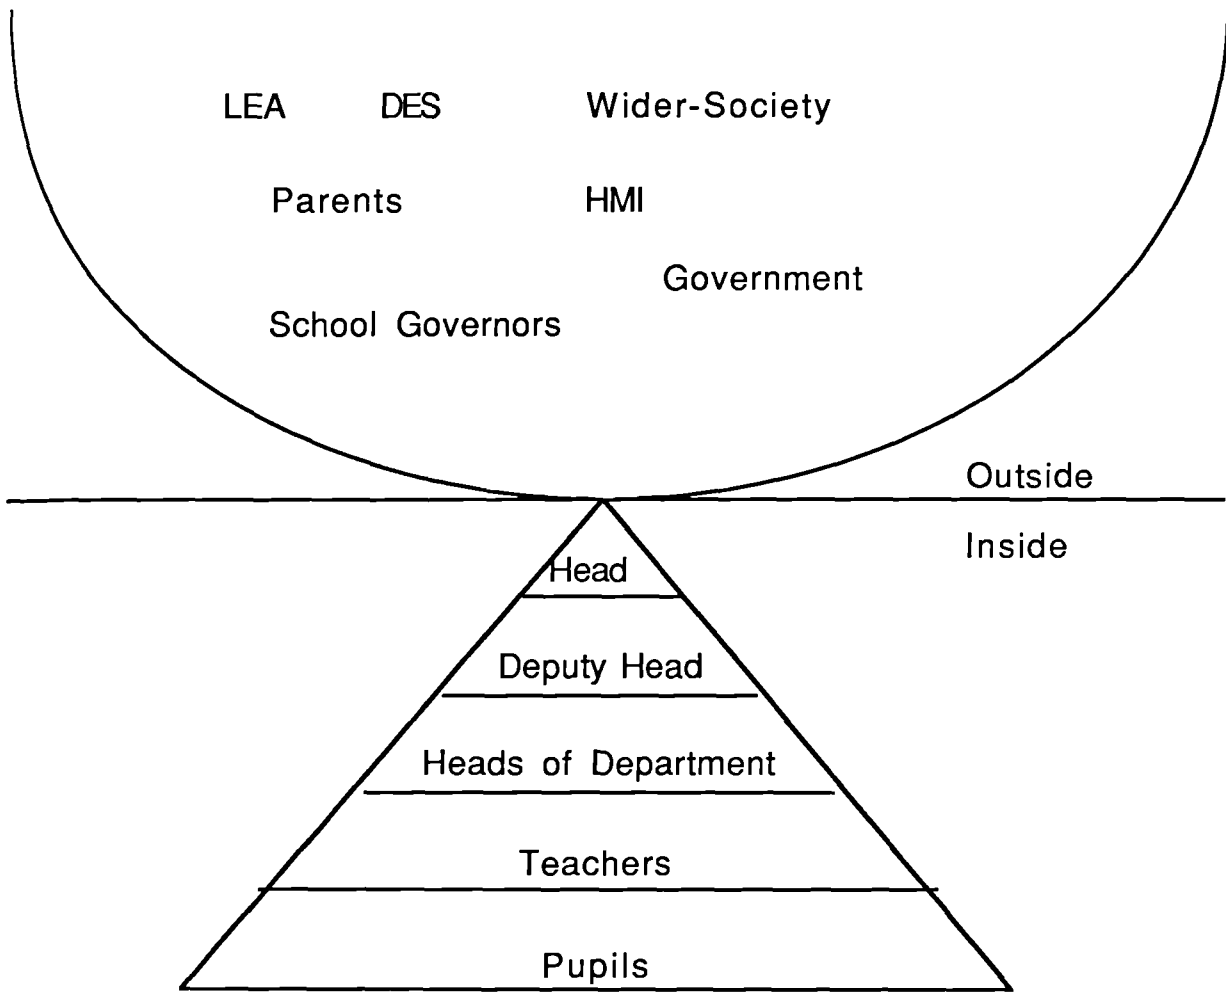 LEA DES Wider-Society
Parents HMI
Government
School Governors
Outside
Inside
Head
Deputy Head
Heads of Department
Teachers
Pupils